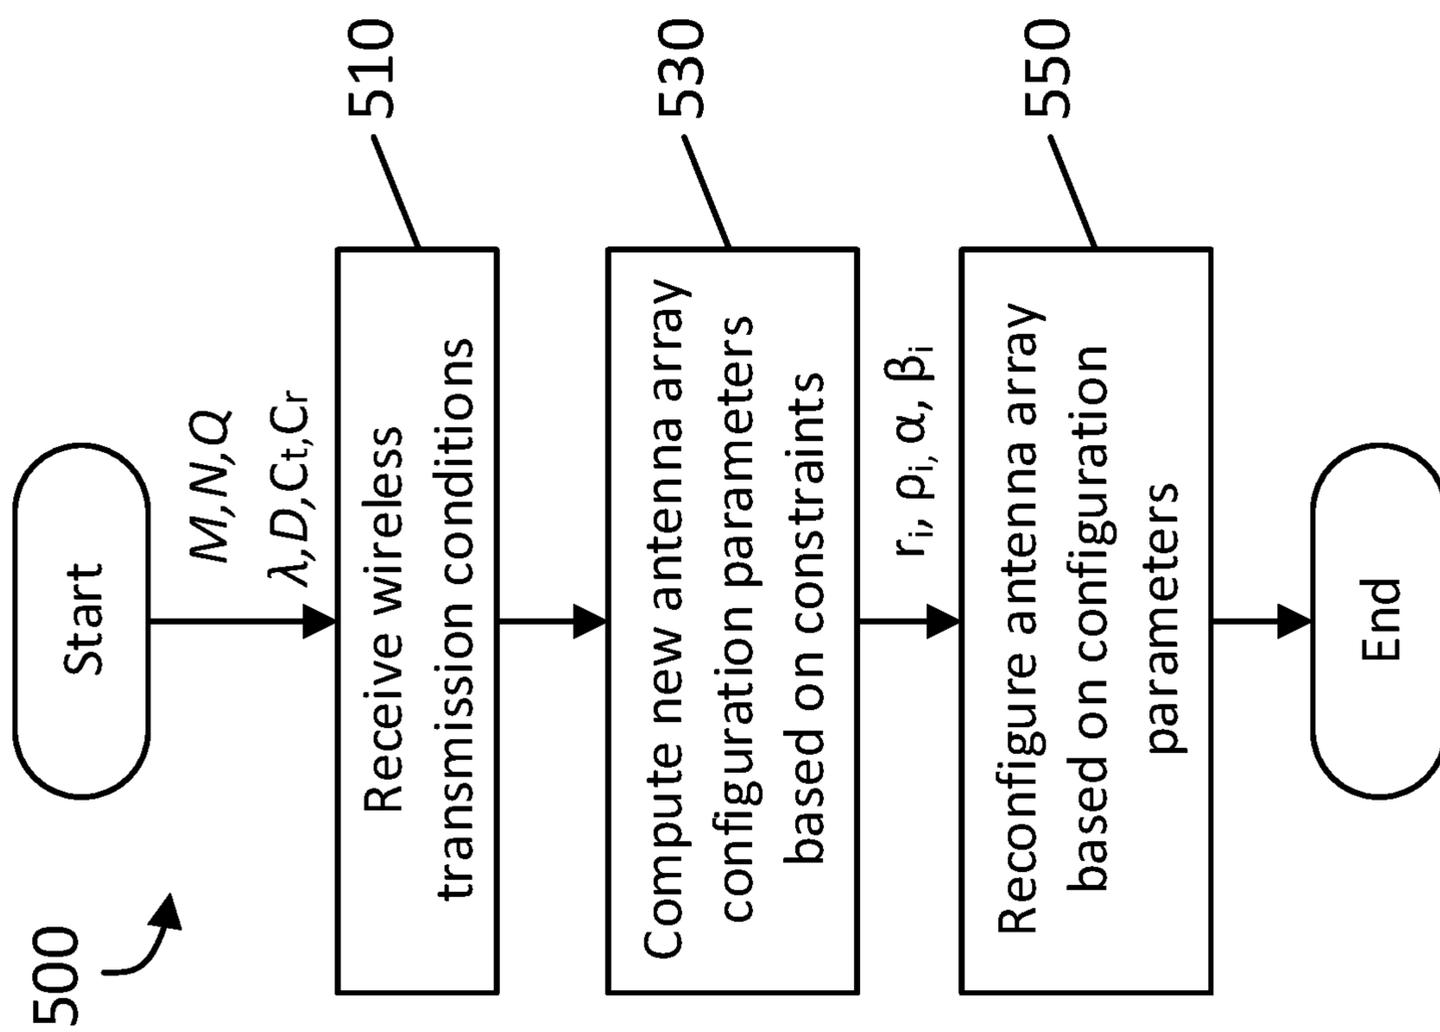 500
Start
M,N,Q
λ,D,Ct,Cr
Receive wireless
transmission conditions
510
Compute new antenna array
configuration parameters
based on constraints
530
ri, ρi, α, βi
Reconfigure antenna array
based on configuration
parameters
550
End